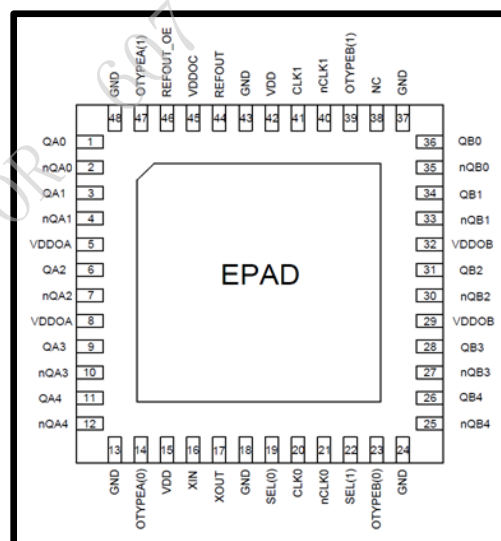 GND
OTYPEA(1)
REFOUT_OE
VDDOC
REFOUT
GND
VDD
CLK1
nCLK1
OTYPEB(1)
NC
GND
48 47 46 45 44 43 42 41 40 39 38 37
QA0 1
nQA0 2
QA1 3
nQA1 4
VDDOA 5
QA2 6
nQA2 7
VDDOA 8
QA3 9
nQA3 10
QA4 11
nQA4 12
EPAD
36 QB0
35 nQB0
34 QB1
33 nQB1
32 VDDOB
31 QB2
30 nQB2
29 VDDOB
28 QB3
27 nQB3
26 QB4
25 nQB4
13 14 15 16 17 18 19 20 21 22 23 24
GND
OTYPEA(0)
VDD
XIN
XOUT
GND
SEL(0)
CLK0
nCLK0
SEL(1)
OTYPEB(0)
GND
OR 607